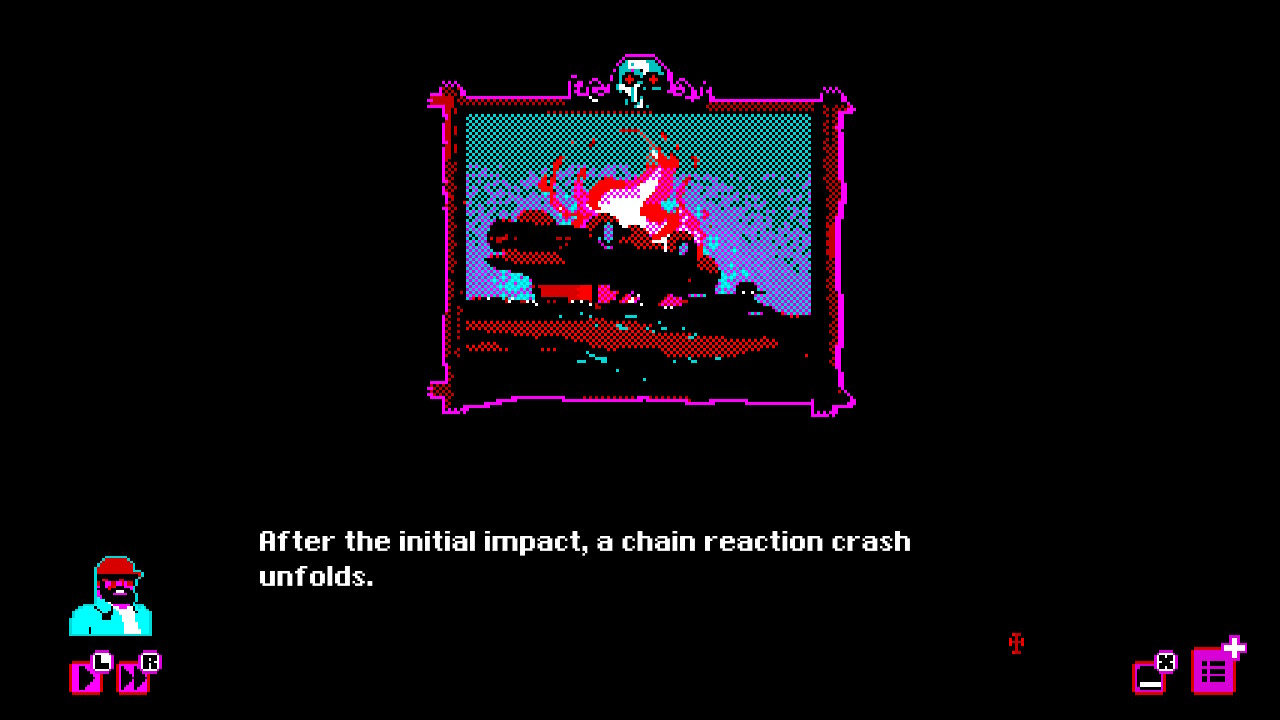 After the initial impact, a chain reaction crash
unfolds.
L
R
X